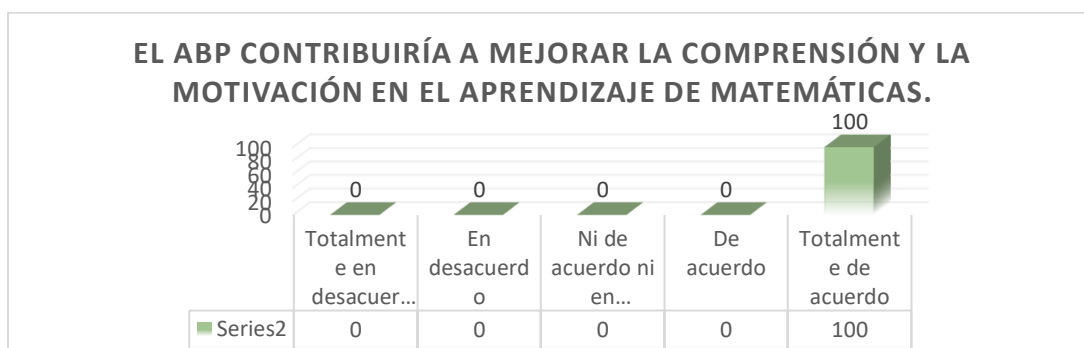 EL ABP CONTRIBUIRÍA A MEJORAR LA COMPRENSIÓN Y LA
MOTIVACIÓN EN EL APRENDIZAJE DE MATEMÁTICAS.
100
80
60
40
20
0
0
0
0
0
100
Totalment
e en
desacuer...
En
desacuerd
o
Ni de
acuerdo ni
en...
De
acuerdo
Totalment
e de
acuerdo
Series2 0 0 0 0 100